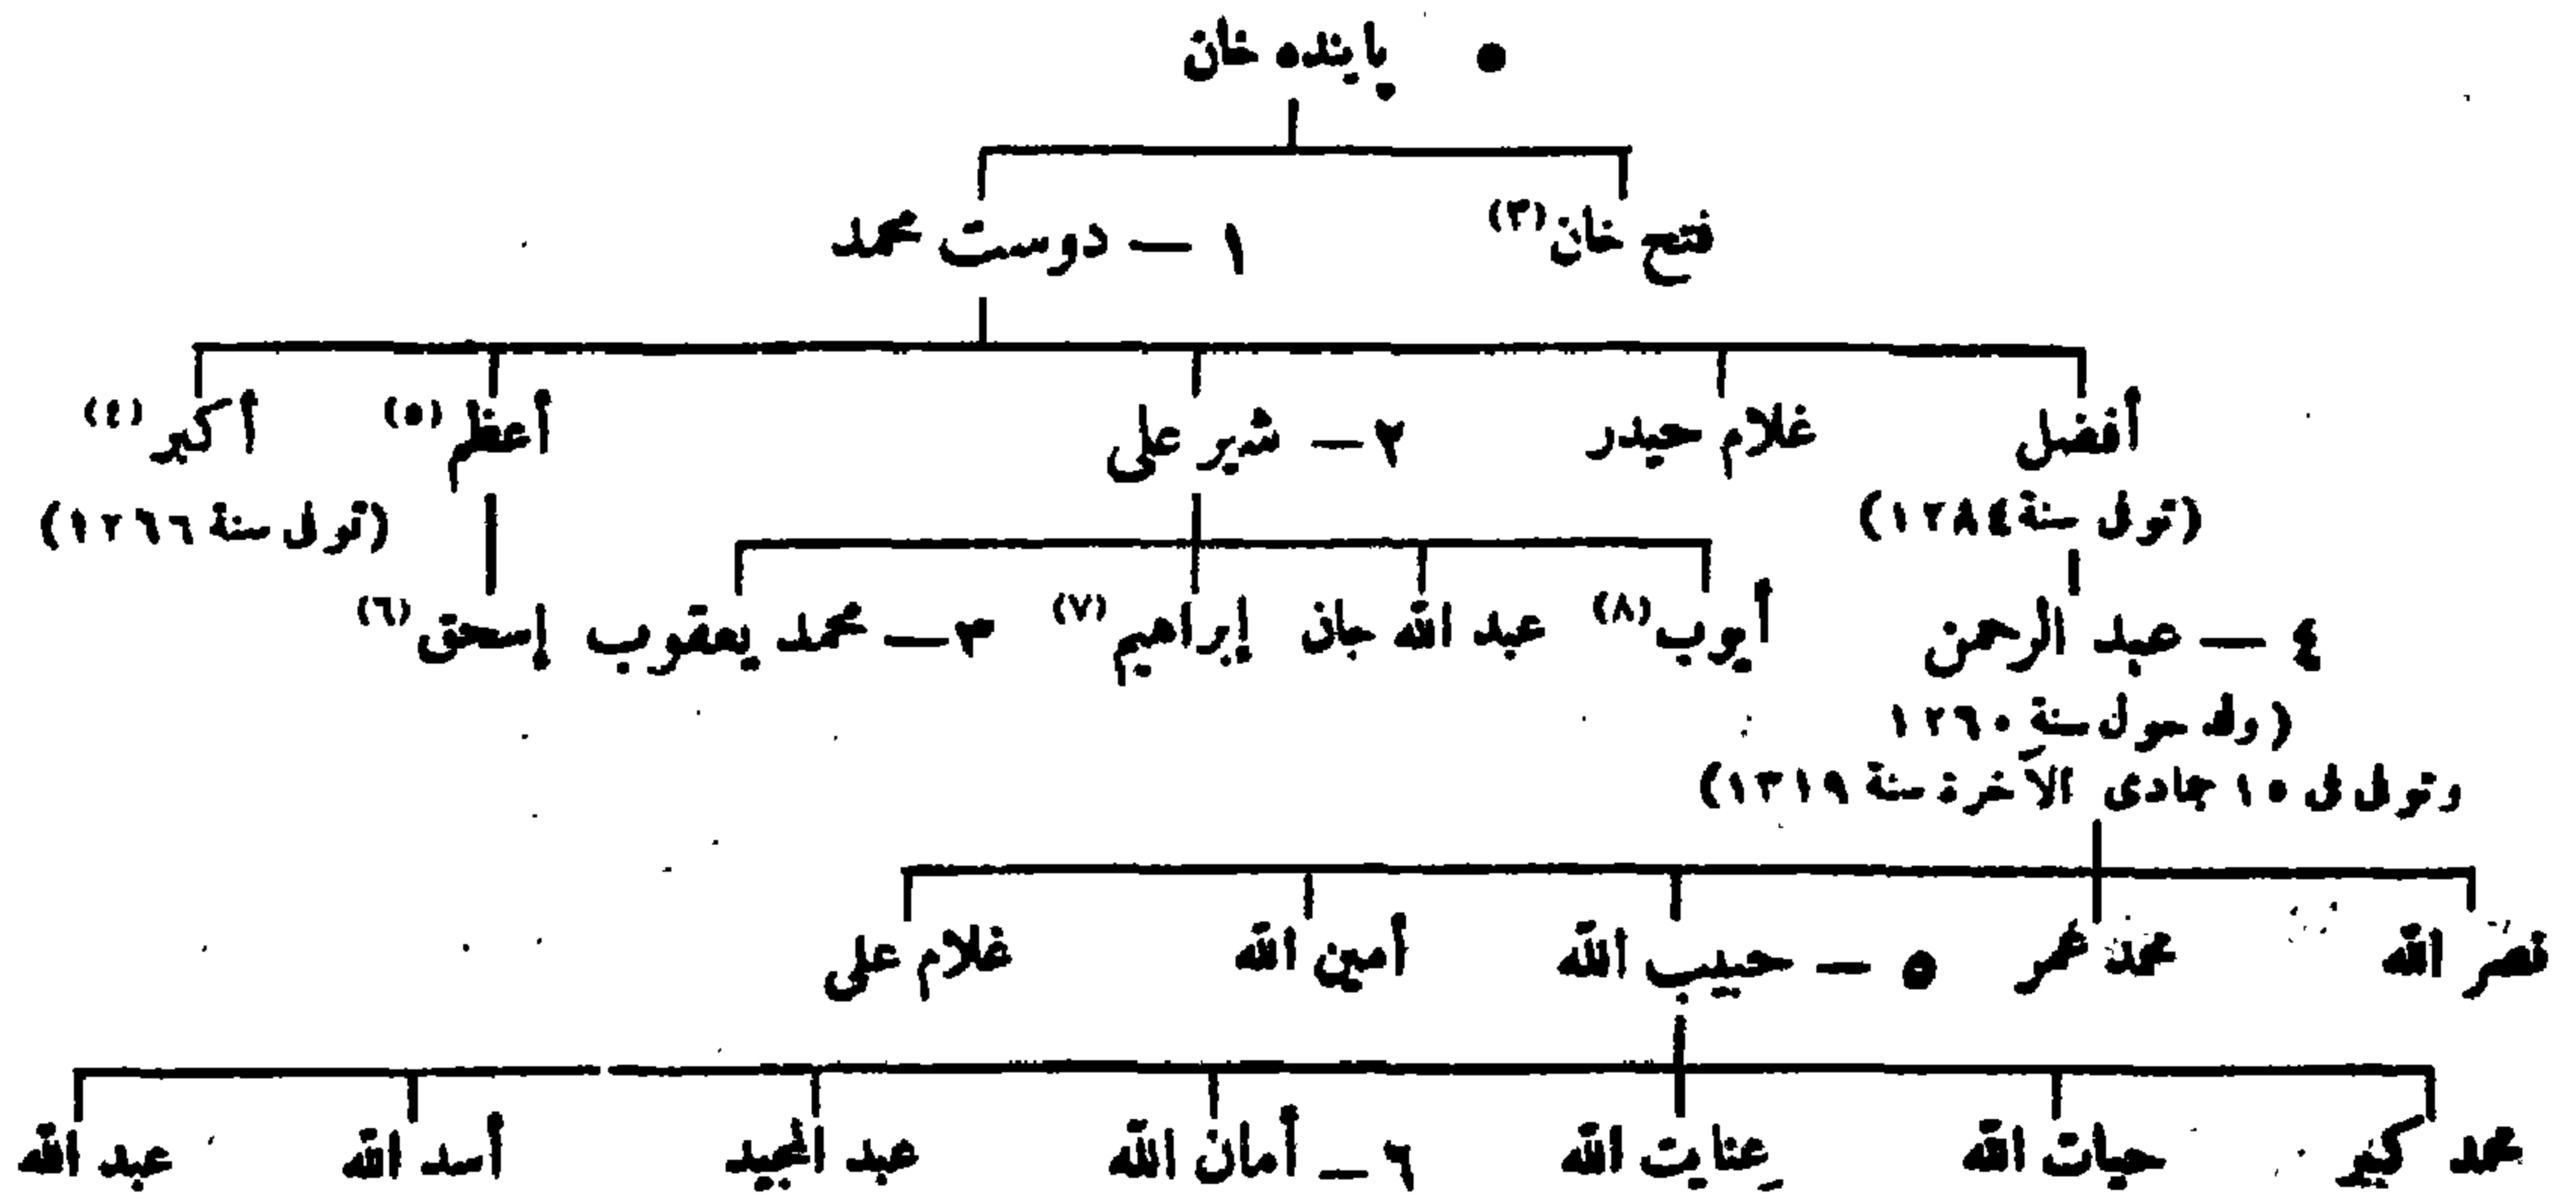 ● پاينده خان
فتح خان (٣) ١ — دوست محمد
أفضل غلام حيدر ٢ — شير على أعظم (٥) أكبر (٤)
(توفى سنة ١٢٨٤) (توفى سنة ١٢٦٦)
٤ — عبد الرحمن أيوب (٨) عبد الله جان إبراهيم (٧) ٣ — محمد يعقوب إسحق (٦)
(ولد حول سنة ١٢٦٠
وتوفى فى ١٥ جمادى الآخرة سنة ١٣١٩)
نصر الله محمد عمر ٥ — حبيب الله أمين الله غلام على
محمد كبير حيات الله عنايت الله ٦ — أمان الله عبد المجيد أسد الله عبد الله